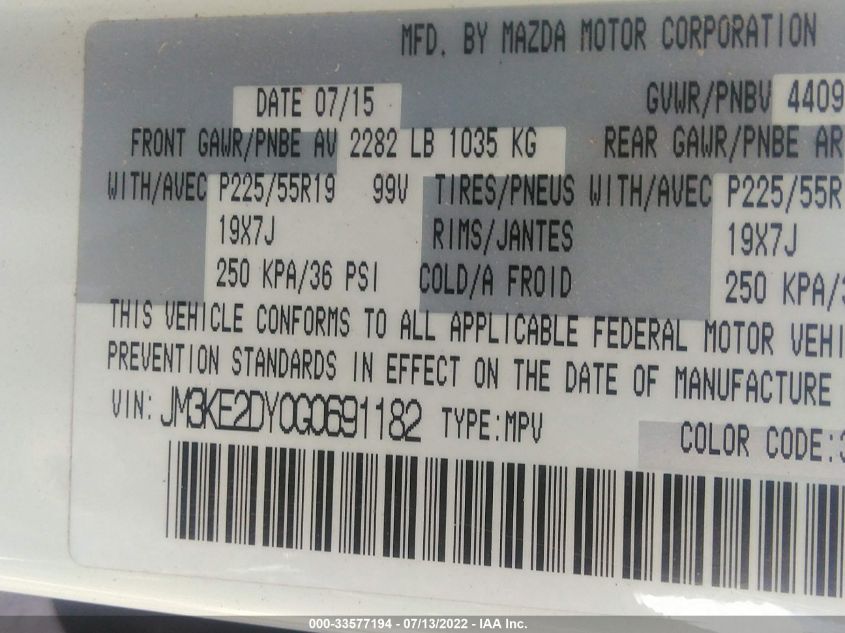 MFD. BY MAZDA MOTOR CORPORATION
DATE 07/15 GVWR/PNBV 4409
FRONT GAWR/PNBE AV 2282 LB 1035 KG REAR GAWR/PNBE AR
WITH/AVEC P225/55R19 99V TIRES/PNEUS WITH/AVEC P225/55R
19X7J RIMS/JANTES 19X7J
250 KPA/36 PSI COLD/A FROID 250 KPA/3
THIS VEHICLE CONFORMS TO ALL APPLICABLE FEDERAL MOTOR VEHI
PREVENTION STANDARDS IN EFFECT ON THE DATE OF MANUFACTURE
VIN: JM3KE2DY0G0691182 TYPE:MPV COLOR CODE:3
000-33577194 - 07/13/2022 - IAA Inc.